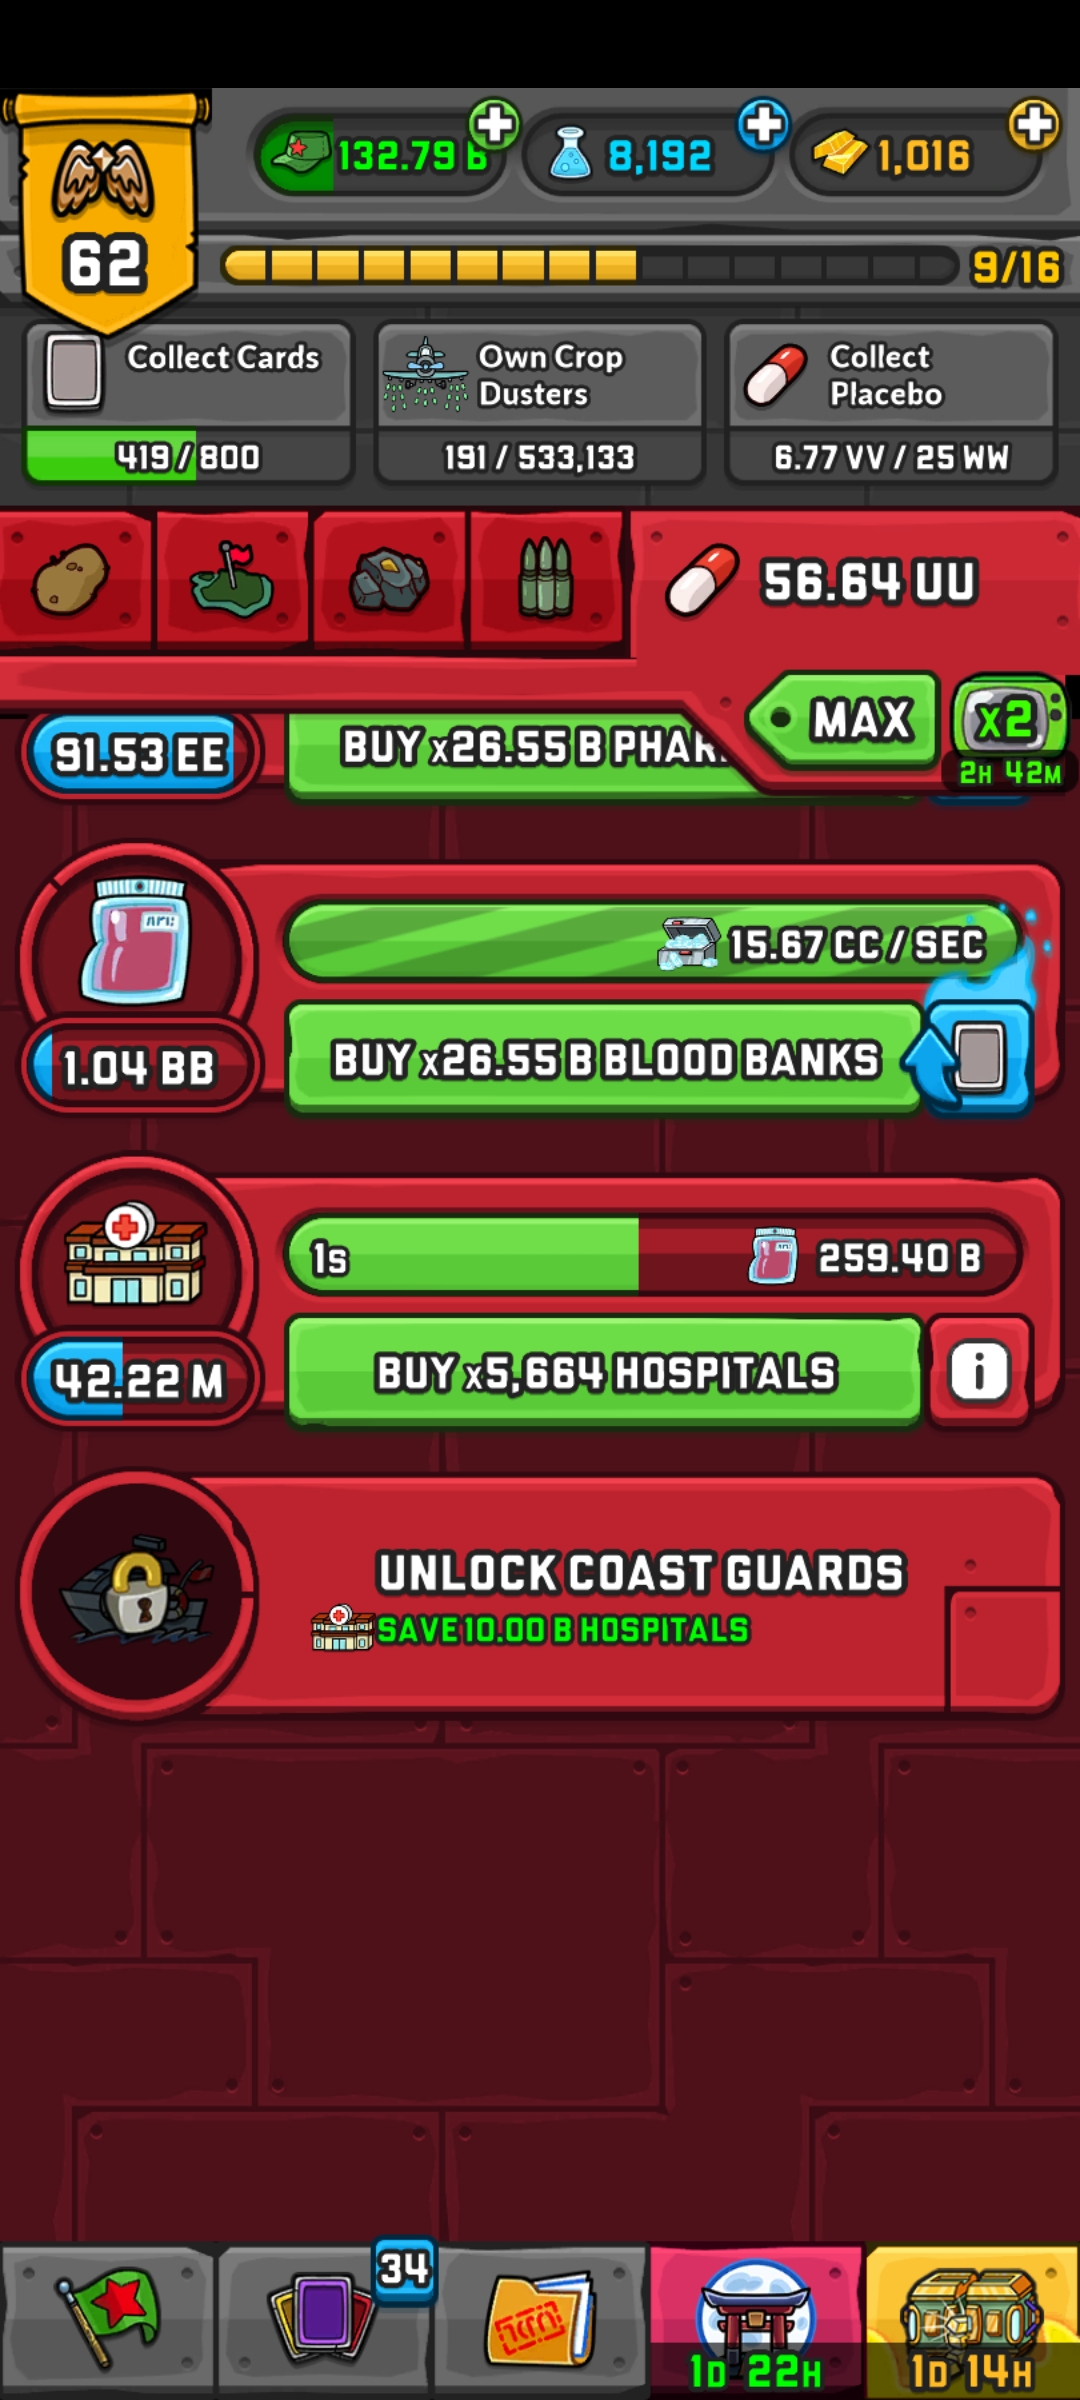 132.79 B
8,192
1,016
62
9/16
Collect Cards
419 / 800
Own Crop
Dusters
191 / 533,133
Collect
Placebo
6.77 VV / 25 WW
56.64 UU
MAX
x2
2H 42M
91.53 EE
BUY x26.55 B PHAR
15.67 CC / SEC
1.04 BB
BUY x26.55 B BLOOD BANKS
1s
259.40 B
42.22 M
BUY x5,664 HOSPITALS
i
UNLOCK COAST GUARDS
SAVE 10.00 B HOSPITALS
34
1D 22H
1D 14H